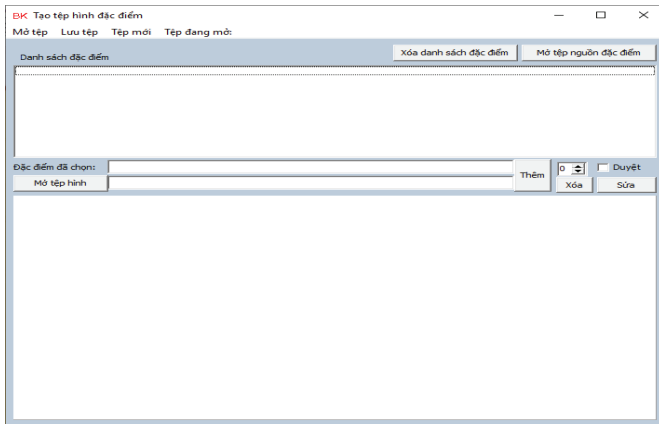 BK Tạo tệp hình đặc điểm
Mở tệp Lưu tệp Tệp mới Tệp đang mở:
Danh sách đặc điểm Xóa danh sách đặc điểm Mở tệp nguồn đặc điểm
Đặc điểm đã chọn: Thêm 0 Duyệt
Mở tệp hình Xóa Sửa